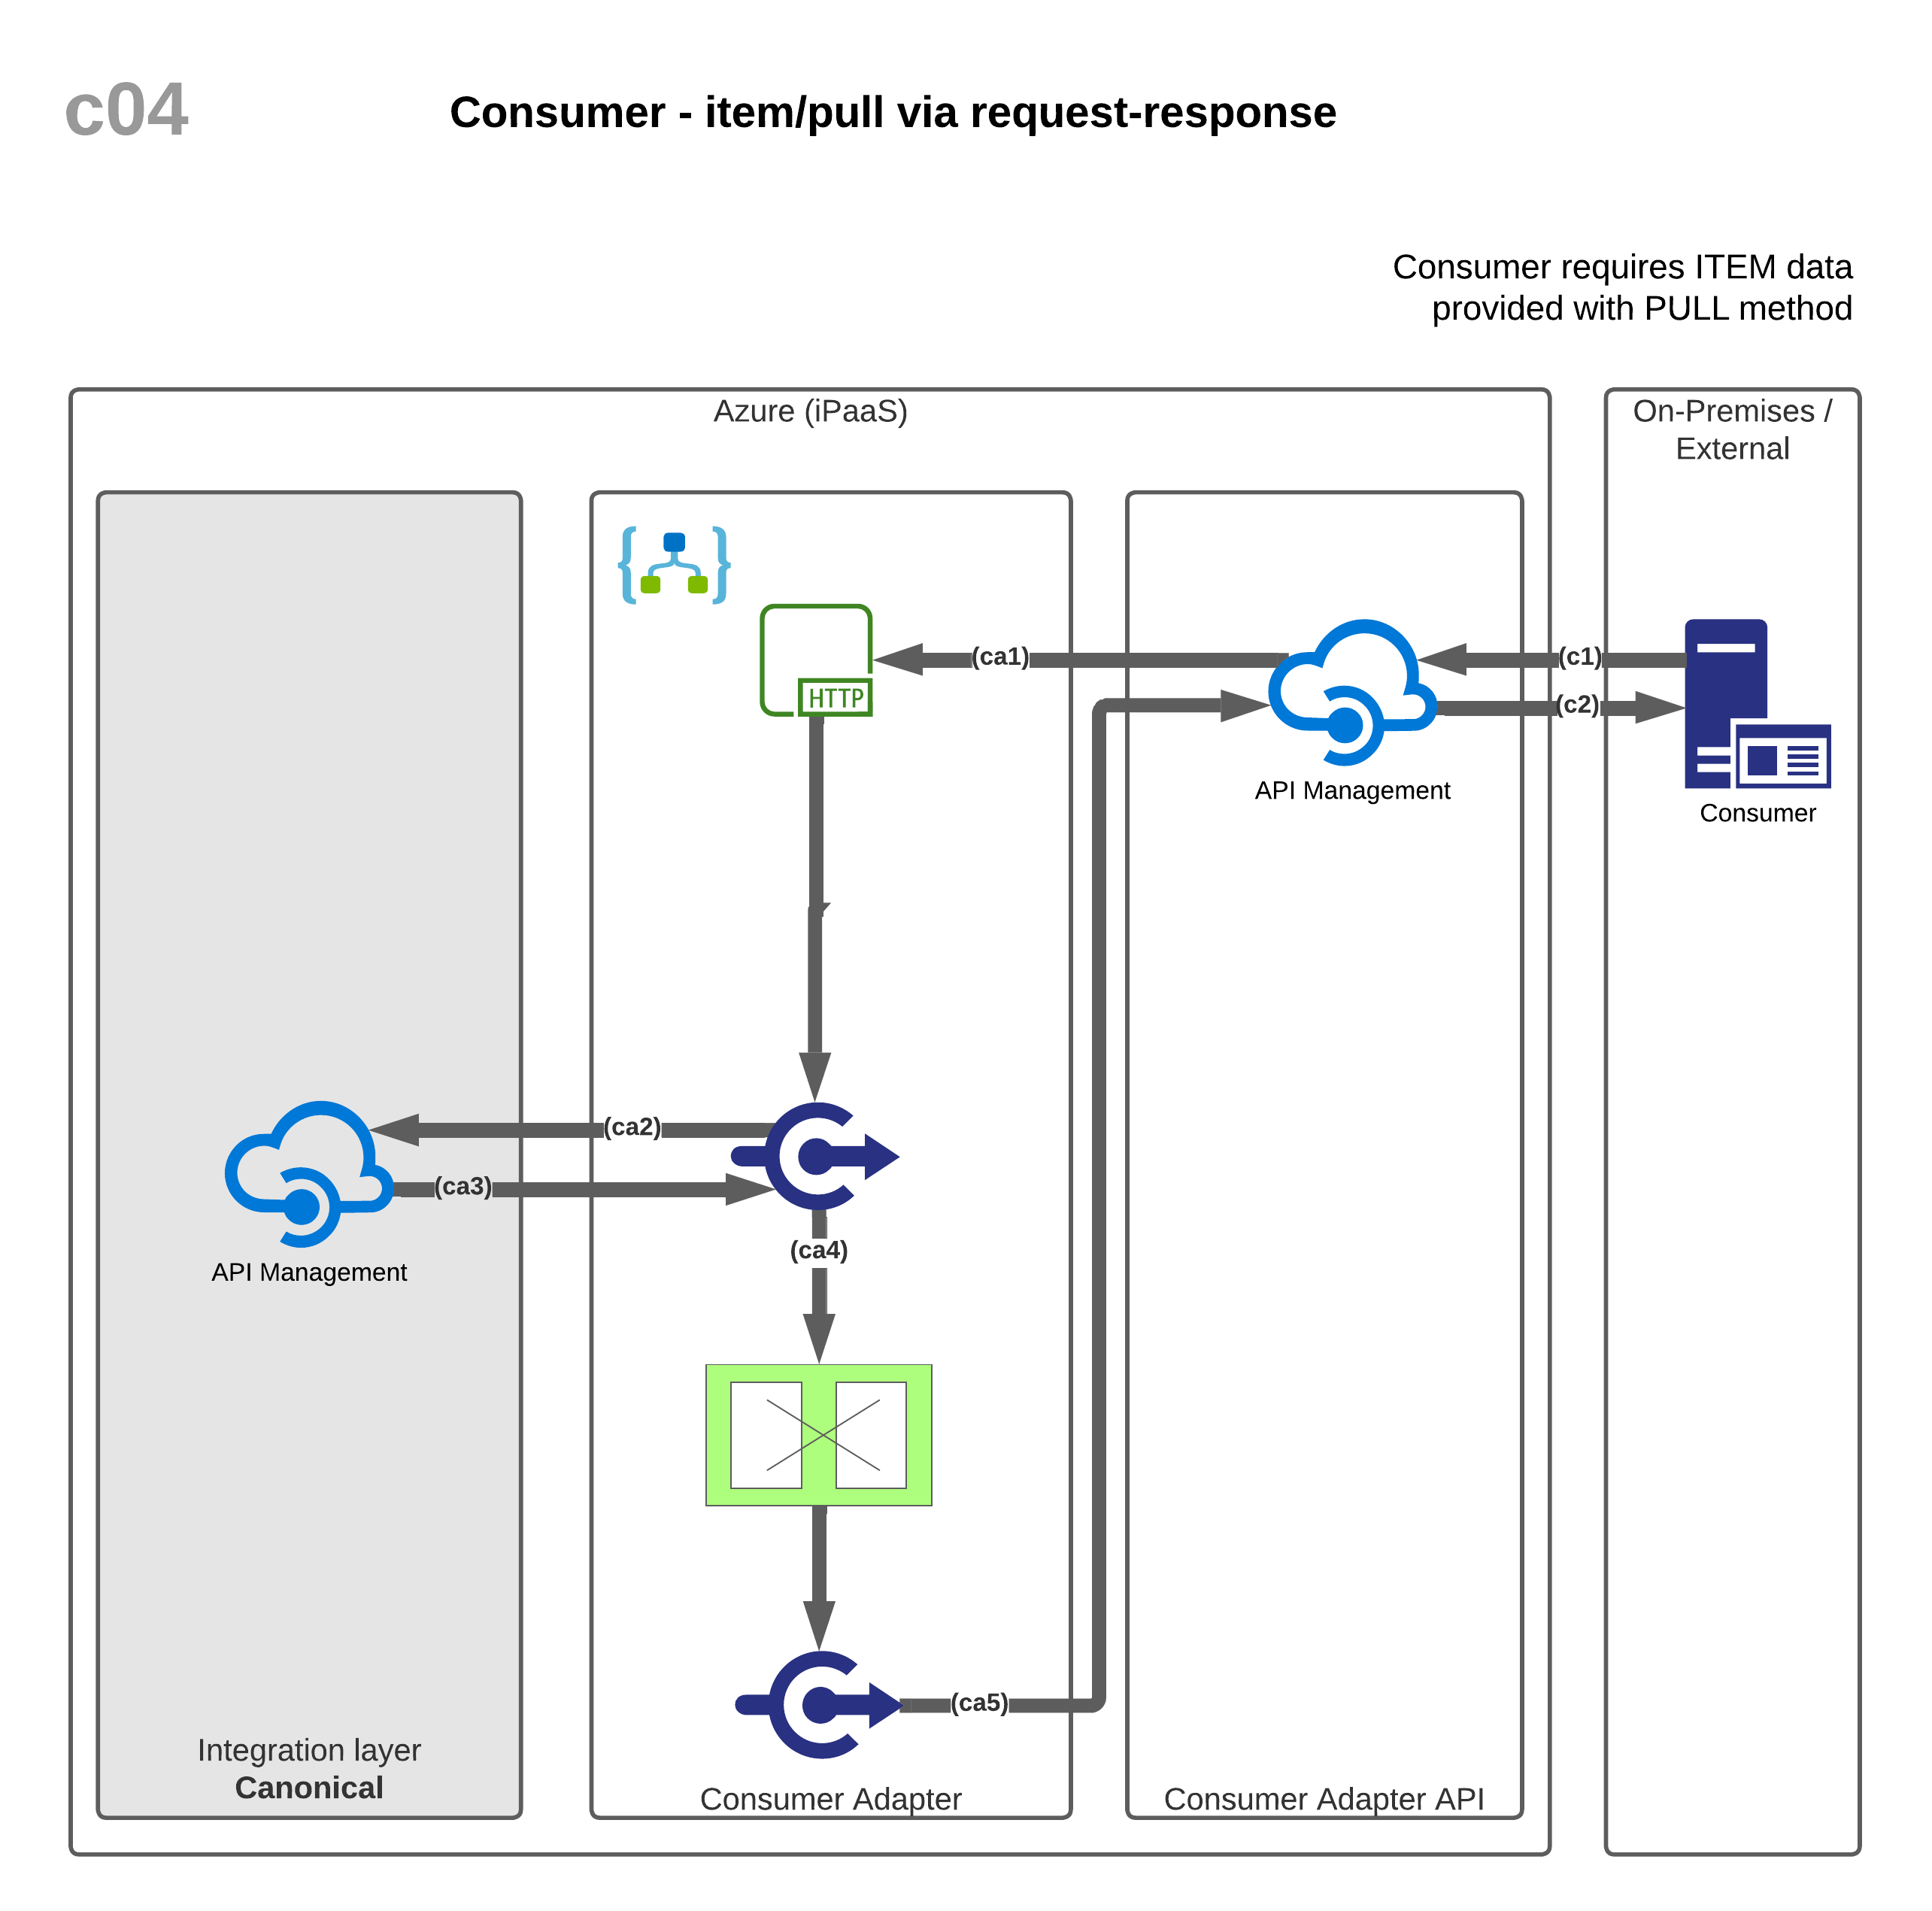 c04
Consumer - item/pull via request-response
Consumer requires ITEM data
provided with PULL method
Azure (iPaaS)
On-Premises /
External
HTTP
(ca1)
(c1)
(c2)
API Management
Consumer
(ca2)
(ca3)
(ca4)
API Management
(ca5)
Integration layer
Canonical
Consumer Adapter
Consumer Adapter API